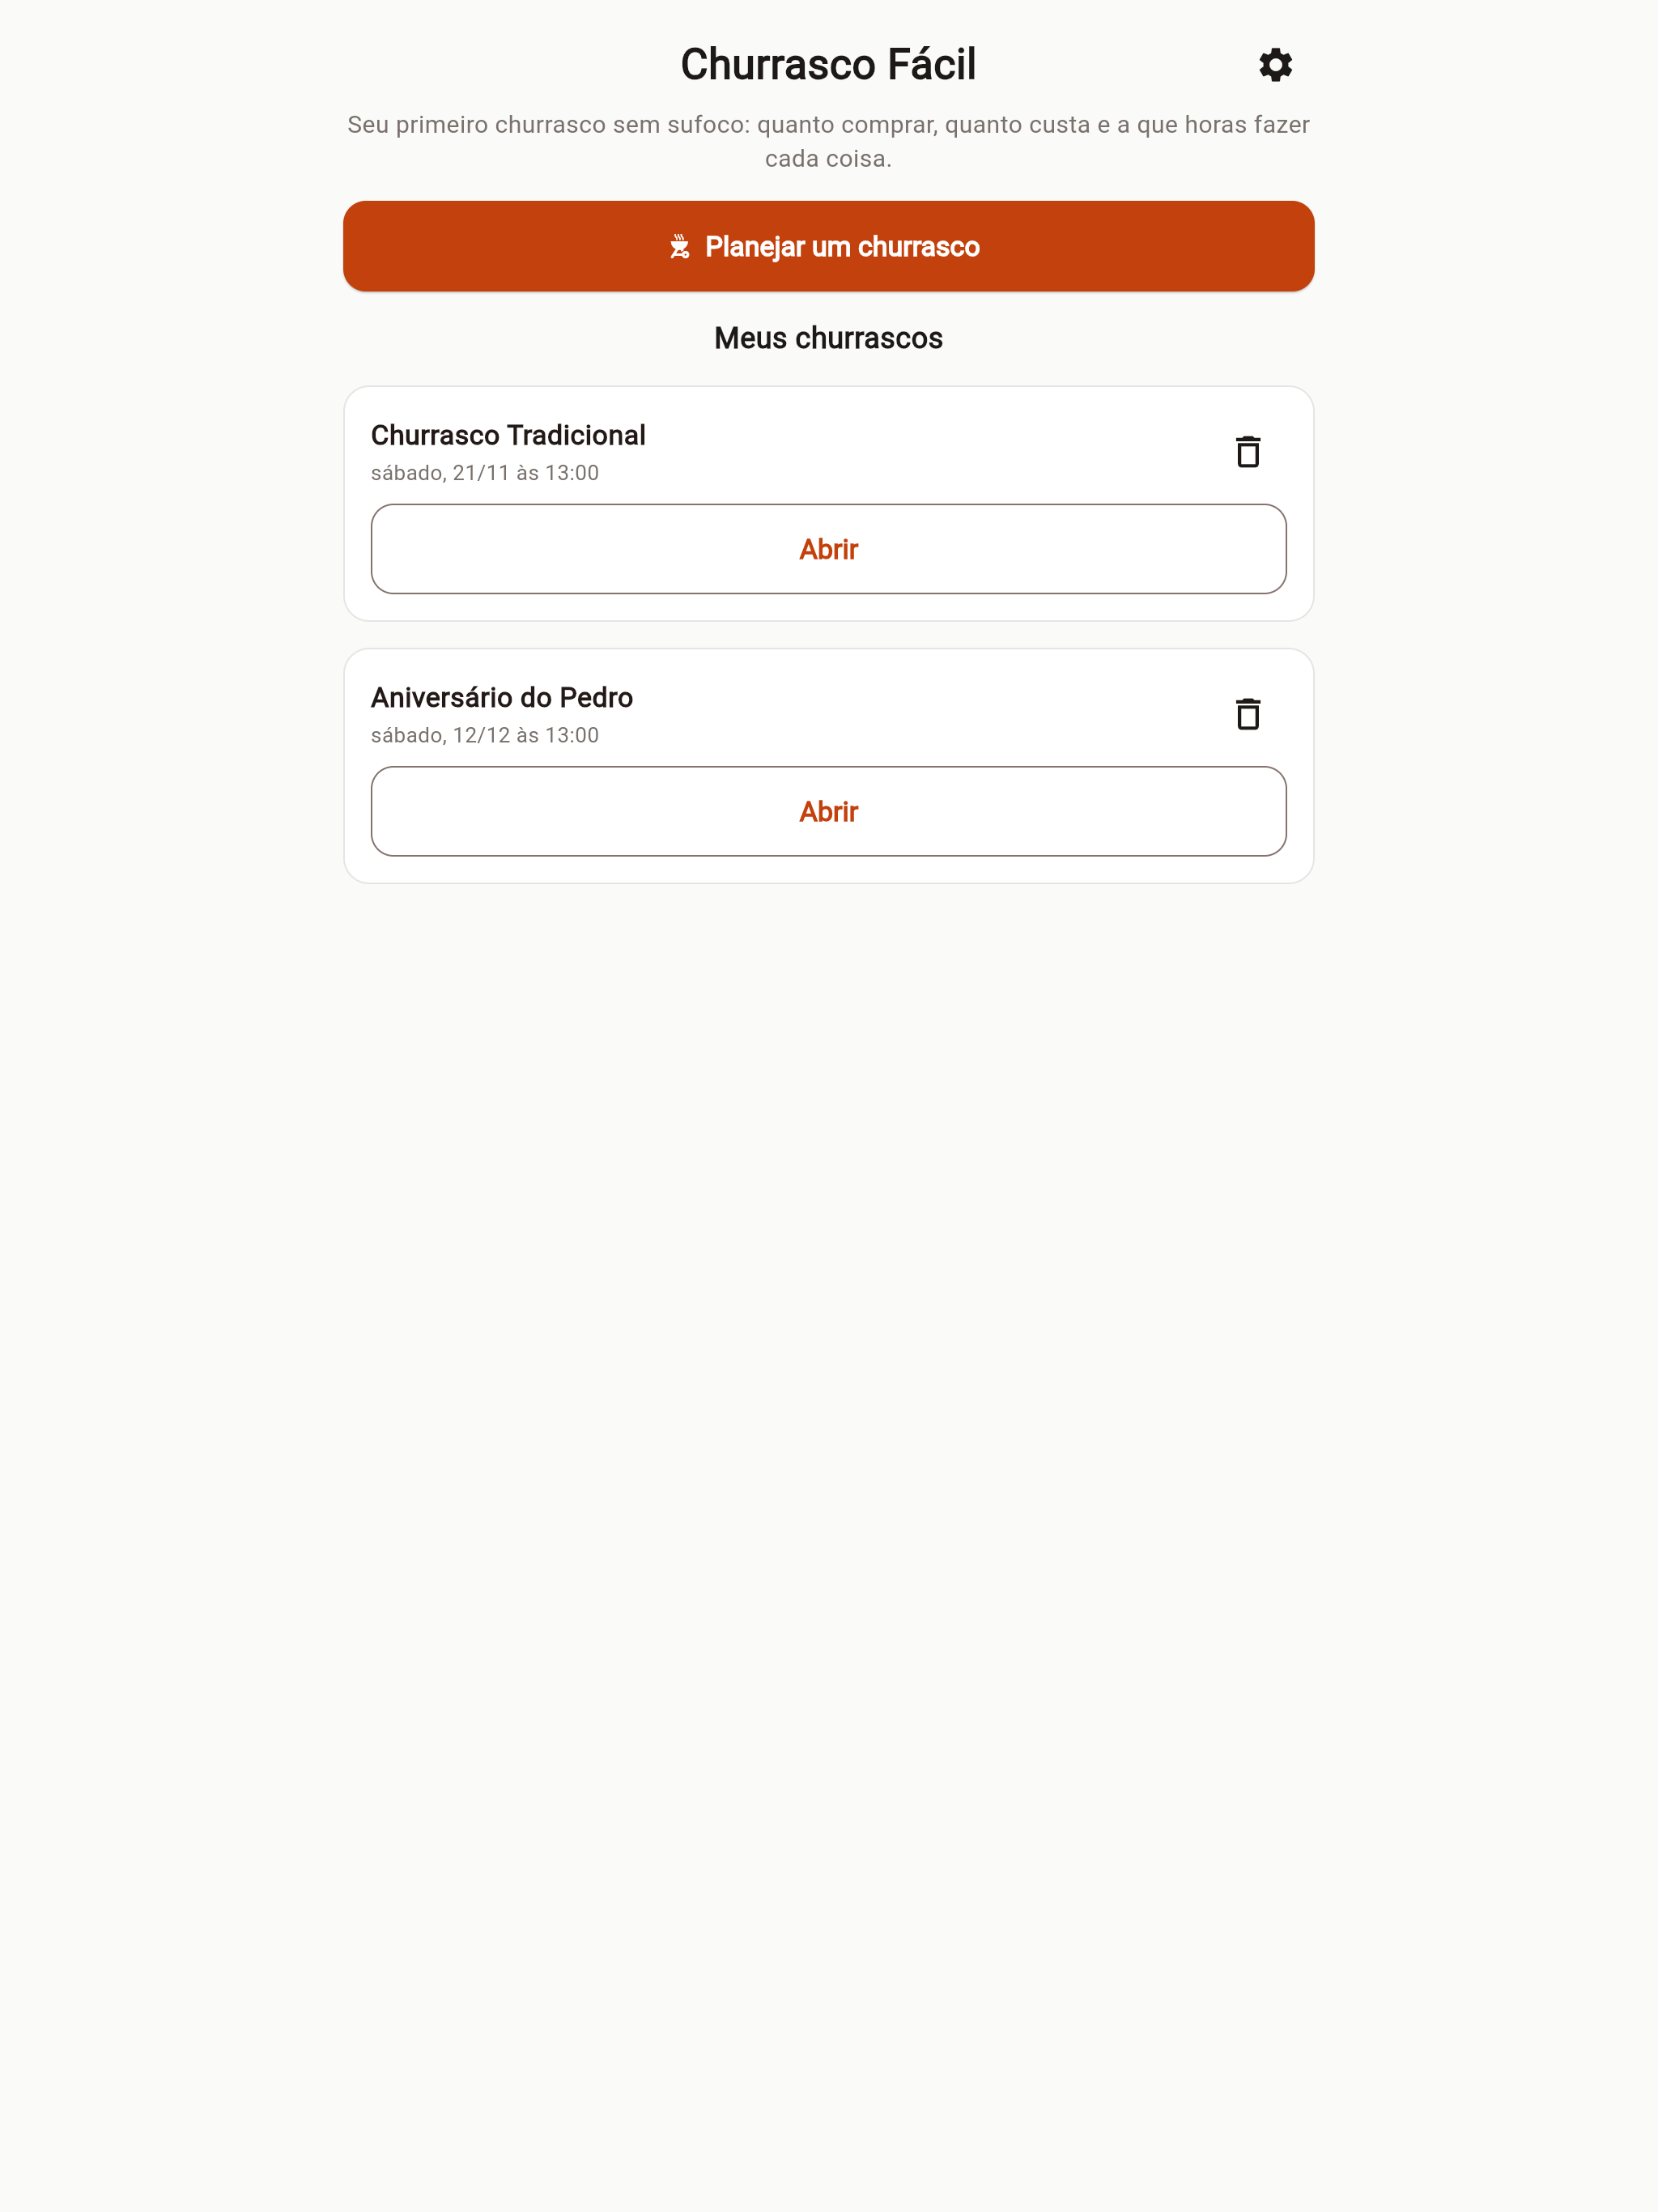 Churrasco Fácil
Seu primeiro churrasco sem sufoco: quanto comprar, quanto custa e a que horas fazer
cada coisa.
Planejar um churrasco
Meus churrascos
Churrasco Tradicional
sábado, 21/11 às 13:00
Abrir
Aniversário do Pedro
sábado, 12/12 às 13:00
Abrir